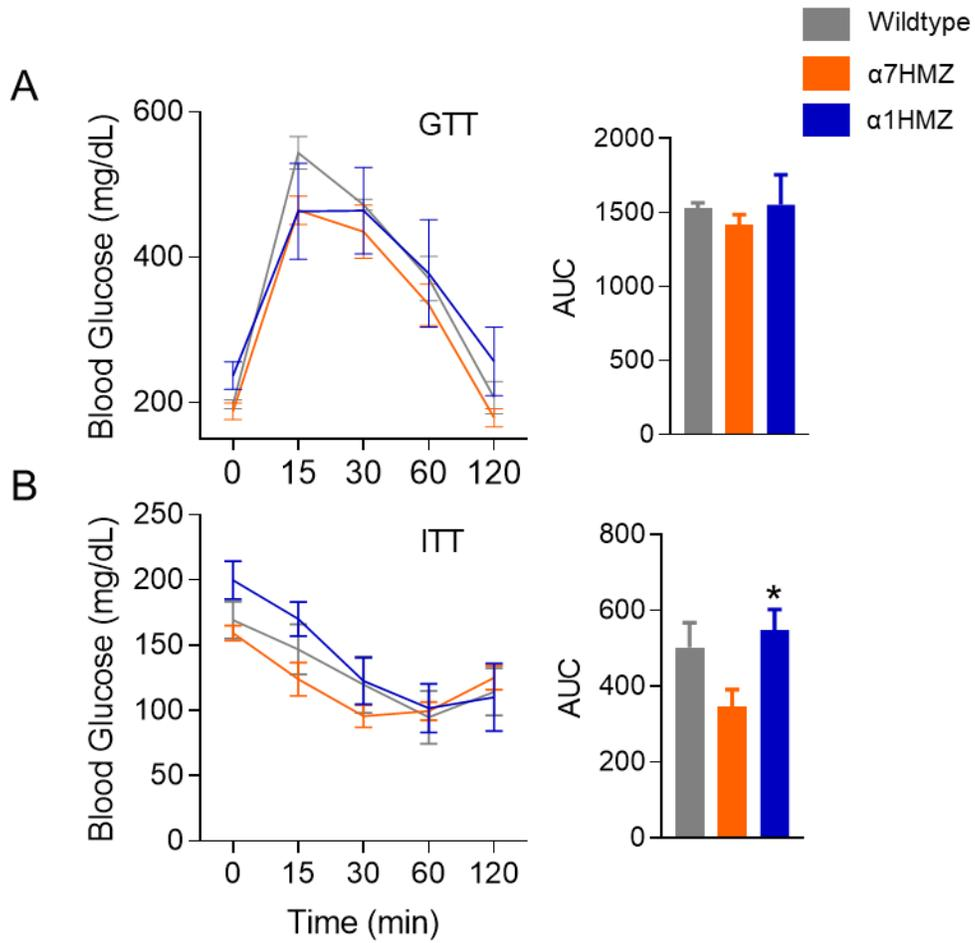 Wildtype
α7HMZ
α1HMZ
A
GTT
Blood Glucose (mg/dL)
600
400
200
0 15 30 60 120
AUC
2000
1500
1000
500
0
B
ITT
Blood Glucose (mg/dL)
250
200
150
100
50
0
0 15 30 60 120
Time (min)
AUC
800
600
400
200
0
*